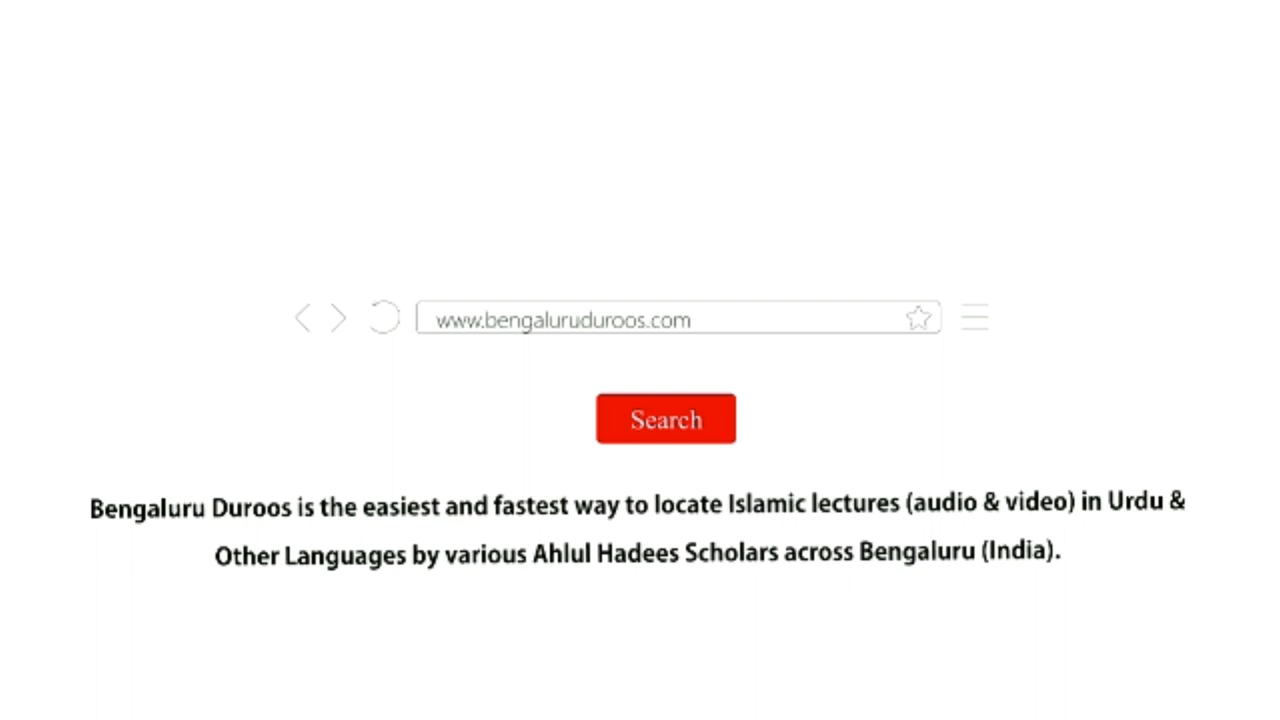 www.bengaluruduroos.com
Search
Bengaluru Duroos is the easiest and fastest way to locate Islamic lectures (audio & video) in Urdu &
Other Languages by various Ahlul Hadees Scholars across Bengaluru (India).